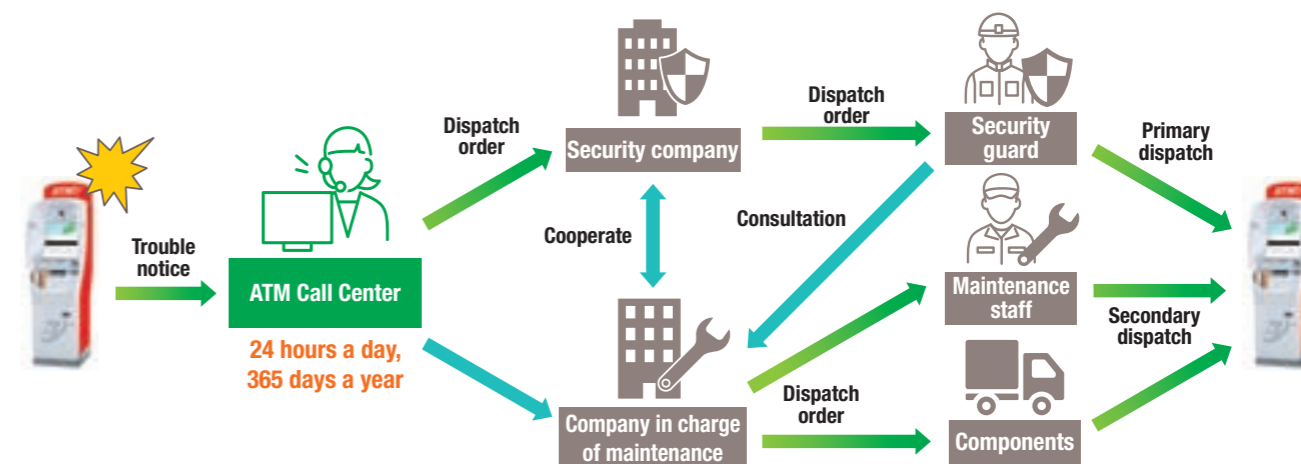 Trouble
notice
ATM Call Center
24 hours a day,
365 days a year
Dispatch
order
Security company
Cooperate
Company in charge
of maintenance
Dispatch
order
Consultation
Dispatch
order
Security
guard
Maintenance
staff
Components
Primary
dispatch
Secondary
dispatch